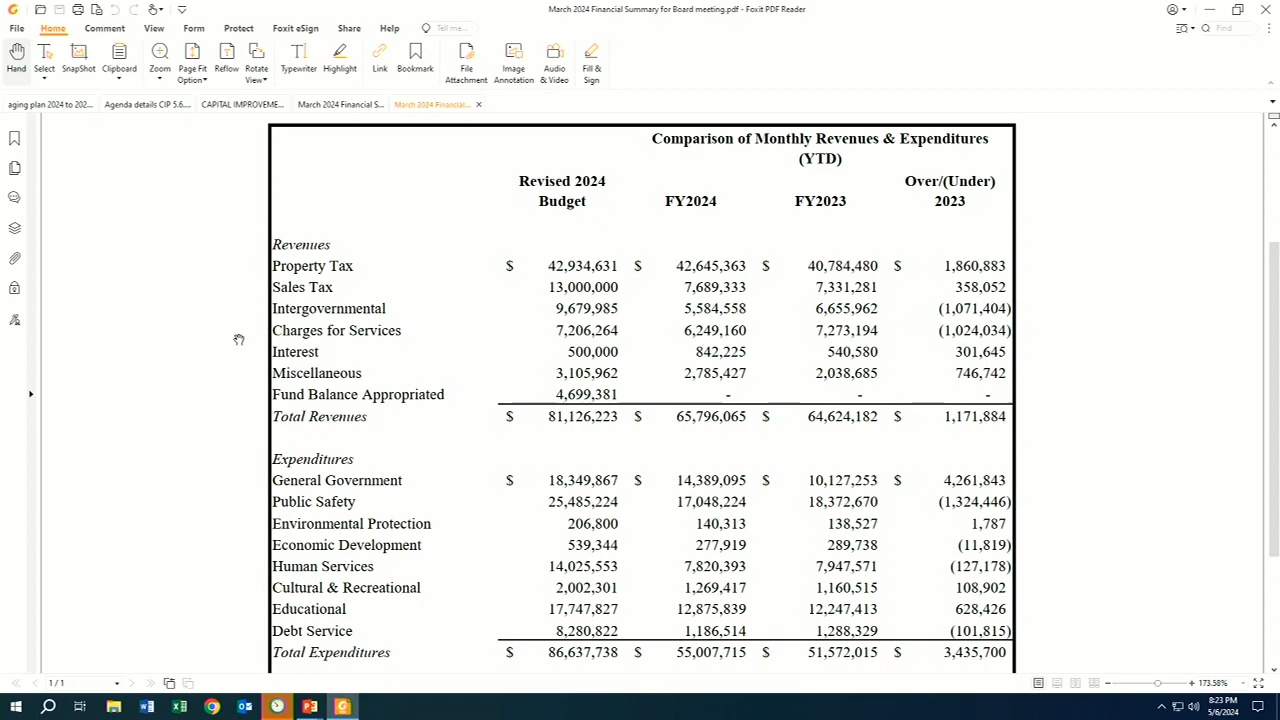 March 2024 Financial Summary for Board meeting.pdf - Foxit PDF Reader
File Home Comment View Form Protect Foxit eSign Share Help Tell me... Find
Hand Select SnapShot Clipboard Zoom Page Fit Option Reflow Rotate View Typewriter Highlight Link Bookmark File Attachment Image Annotation Audio & Video Fill & Sign
aging plan 2024 to 202... Agenda details CIP 5.6.... CAPITAL IMPROVEME... March 2024 Financial S... March 2024 Financial...
Comparison of Monthly Revenues & Expenditures
(YTD)
Revised 2024 Over/(Under)
Budget FY2024 FY2023 2023
Revenues
Property Tax $ 42,934,631 $ 42,645,363 $ 40,784,480 $ 1,860,883
Sales Tax 13,000,000 7,689,333 7,331,281 358,052
Intergovernmental 9,679,985 5,584,558 6,655,962 (1,071,404)
Charges for Services 7,206,264 6,249,160 7,273,194 (1,024,034)
Interest 500,000 842,225 540,580 301,645
Miscellaneous 3,105,962 2,785,427 2,038,685 746,742
Fund Balance Appropriated 4,699,381 - - -
Total Revenues $ 81,126,223 $ 65,796,065 $ 64,624,182 $ 1,171,884
Expenditures
General Government $ 18,349,867 $ 14,389,095 $ 10,127,253 $ 4,261,843
Public Safety 25,485,224 17,048,224 18,372,670 (1,324,446)
Environmental Protection 206,800 140,313 138,527 1,787
Economic Development 539,344 277,919 289,738 (11,819)
Human Services 14,025,553 7,820,393 7,947,571 (127,178)
Cultural & Recreational 2,002,301 1,269,417 1,160,515 108,902
Educational 17,747,827 12,875,839 12,247,413 628,426
Debt Service 8,280,822 1,186,514 1,288,329 (101,815)
Total Expenditures $ 86,637,738 $ 55,007,715 $ 51,572,015 $ 3,435,700
1 / 1 173.58%
8:23 PM
5/6/2024